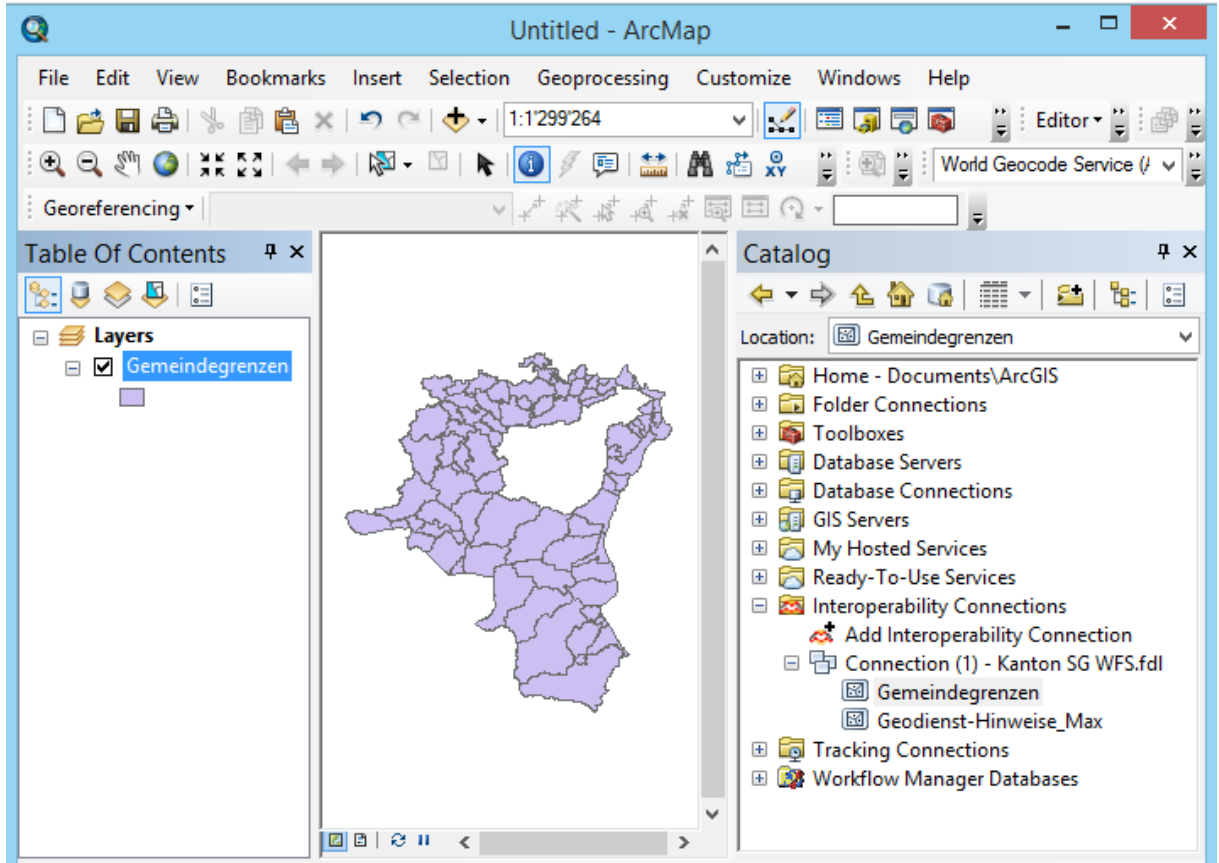 Untitled - ArcMap
File Edit View Bookmarks Insert Selection Geoprocessing Customize Windows Help
1:1"299'264
Editor
XY
World Geocode Service (/
Georeferencing
Table Of Contents
Catalog
Location: Gemeindegrenzen
Layers
Gemeindegrenzen
Home - Documents\ArcGIS
Folder Connections
Toolboxes
Database Servers
Database Connections
GIS Servers
My Hosted Services
Ready-To-Use Services
Interoperability Connections
Add Interoperability Connection
Connection (1) - Kanton SG WFS.fdl
Gemeindegrenzen
Geodienst-Hinweise_Max
Tracking Connections
Workflow Manager Databases